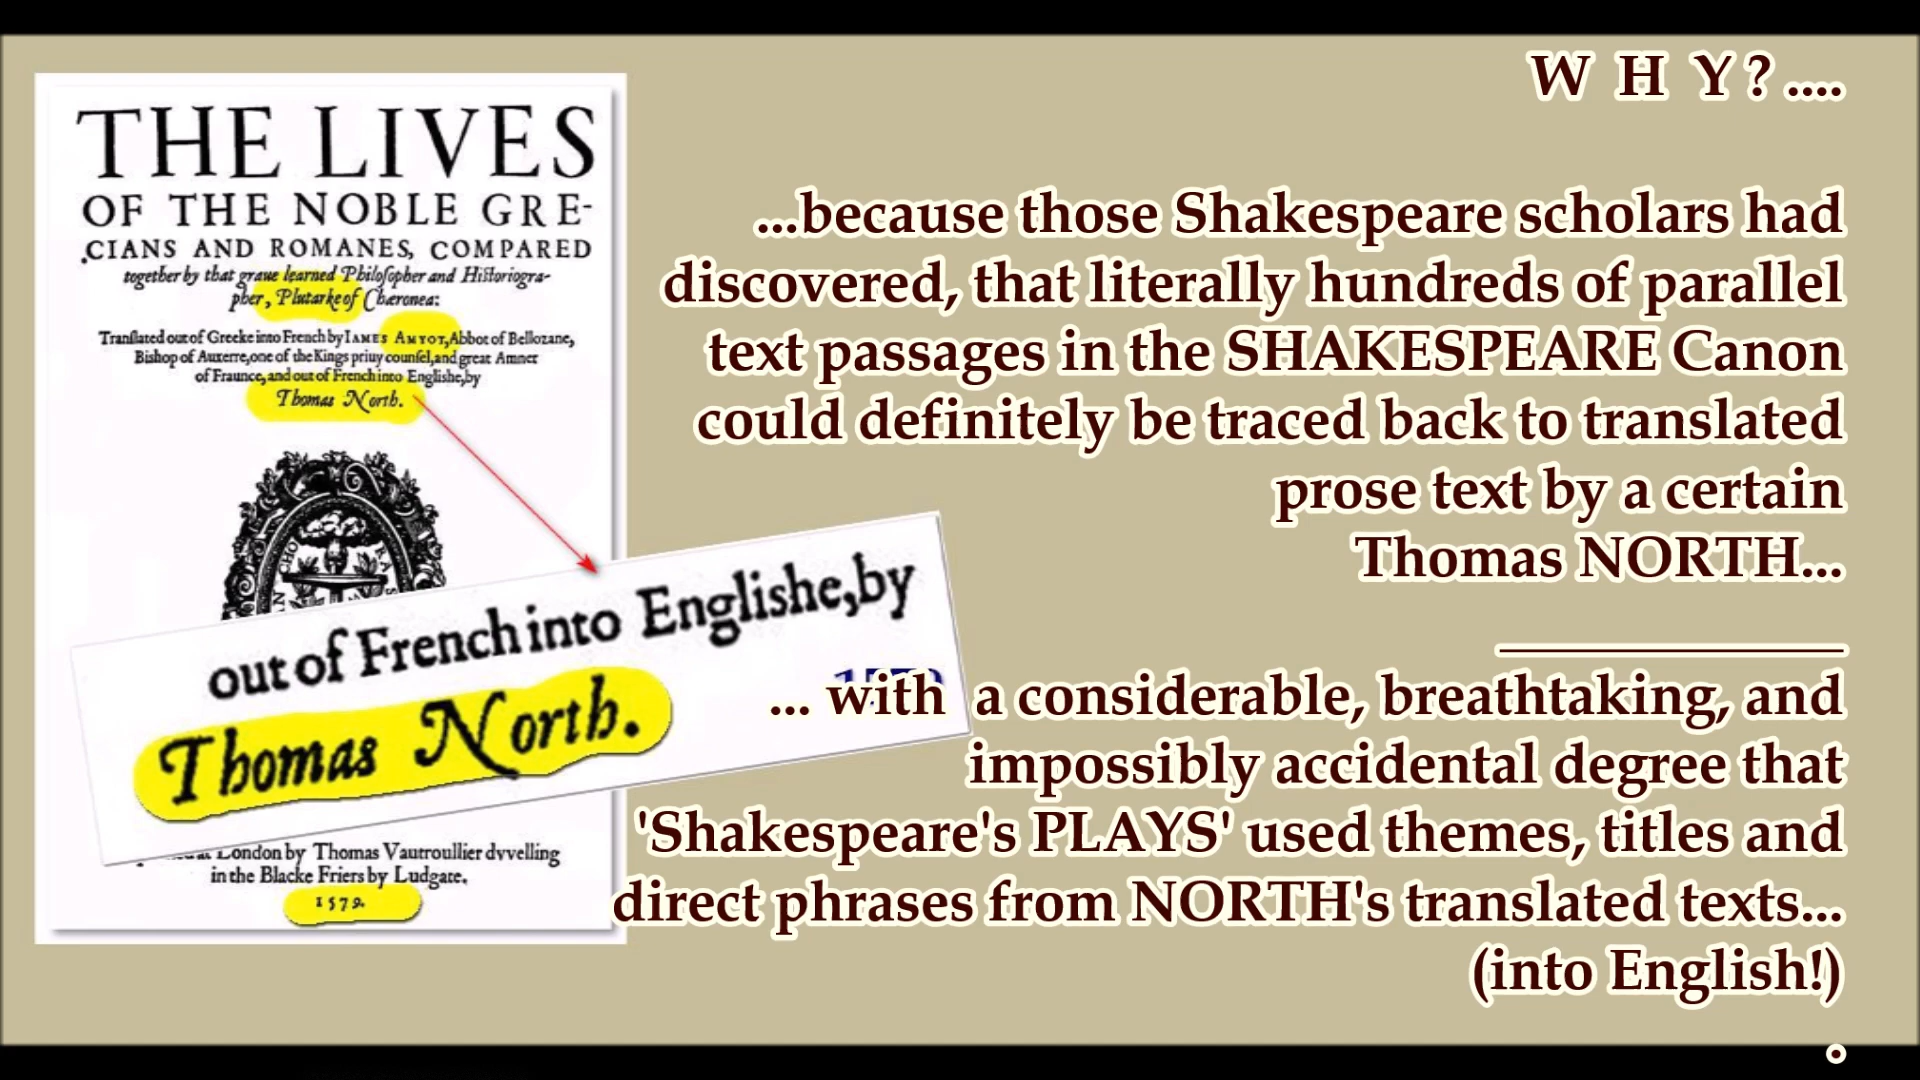 THE LIVES
OF THE NOBLE GRE-
CIANS AND ROMANES, COMPARED
together by that graue learned Philosopher and Historiogra-
pher, Plutarke of Chæronea:
Translated out of Greeke into French by IAMES AMYOT, Abbot of Bellozane,
Bishop of Auxerre, one of the Kings priuy counsel, and great Amner
of Fraunce, and out of French into Englishe, by
Thomas North.
out of French into Englishe, by
Thomas North.
London by Thomas Vautroullier dvvelling
in the Blacke Friers by Ludgate.
1579.
W H Y ? ....
...because those Shakespeare scholars had
discovered, that literally hundreds of parallel
text passages in the SHAKESPEARE Canon
could definitely be traced back to translated
prose text by a certain
Thomas NORTH...
... with a considerable, breathtaking, and
impossibly accidental degree that
'Shakespeare's PLAYS' used themes, titles and
direct phrases from NORTH's translated texts...
(into English!)